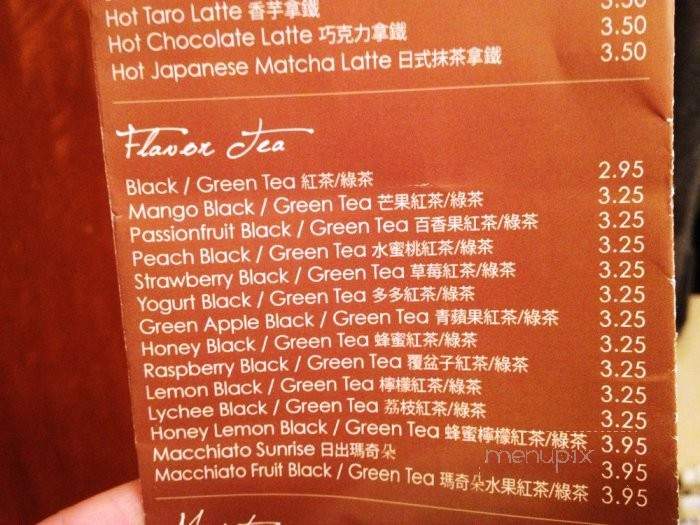 Hot Taro Latte 香芋拿鐵 3.50
Hot Chocolate Latte 巧克力拿鐵 3.50
Hot Japanese Matcha Latte 日式抹茶拿鐵 3.50
Flavor Tea
Black / Green Tea 紅茶/綠茶 2.95
Mango Black / Green Tea 芒果紅茶/綠茶 3.25
Passionfruit Black / Green Tea 百香果紅茶/綠茶 3.25
Peach Black / Green Tea 水蜜桃紅茶/綠茶 3.25
Strawberry Black / Green Tea 草莓紅茶/綠茶 3.25
Yogurt Black / Green Tea 多多紅茶/綠茶 3.25
Green Apple Black / Green Tea 青蘋果紅茶/綠茶 3.25
Honey Black / Green Tea 蜂蜜紅茶/綠茶 3.25
Raspberry Black / Green Tea 覆盆子紅茶/綠茶 3.25
Lemon Black / Green Tea 檸檬紅茶/綠茶 3.25
Lychee Black / Green Tea 荔枝紅茶/綠茶 3.25
Honey Lemon Black / Green Tea 蜂蜜檸檬紅茶/綠茶 3.95
Macchiato Sunrise 日出瑪奇朵 3.95
Macchiato Fruit Black / Green Tea 瑪奇朵水果紅茶/綠茶 3.95
menupix